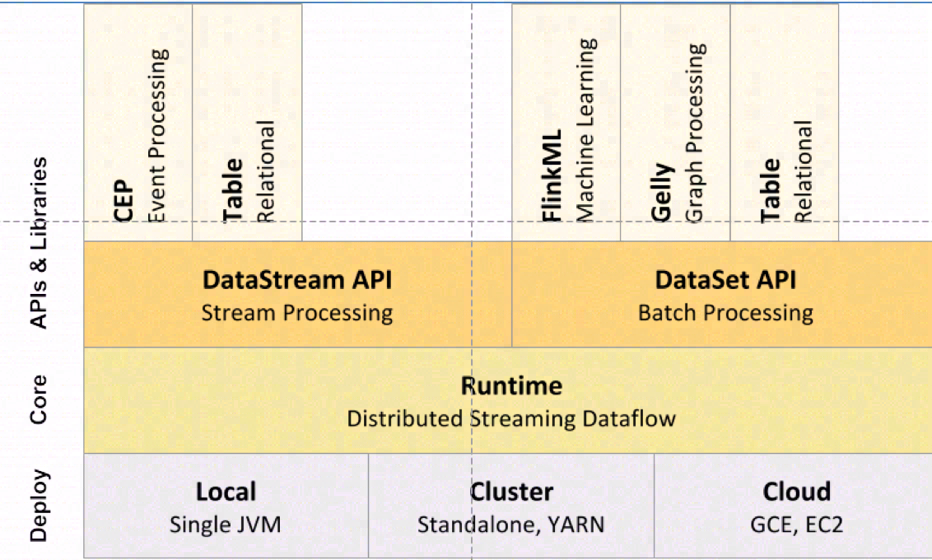 APIs & Libraries
CEP
Event Processing
Table
Relational
FlinkML
Machine Learning
Gelly
Graph Processing
Table
Relational
DataStream API
Stream Processing
DataSet API
Batch Processing
Core
Runtime
Distributed Streaming Dataflow
Deploy
Local
Single JVM
Cluster
Standalone, YARN
Cloud
GCE, EC2